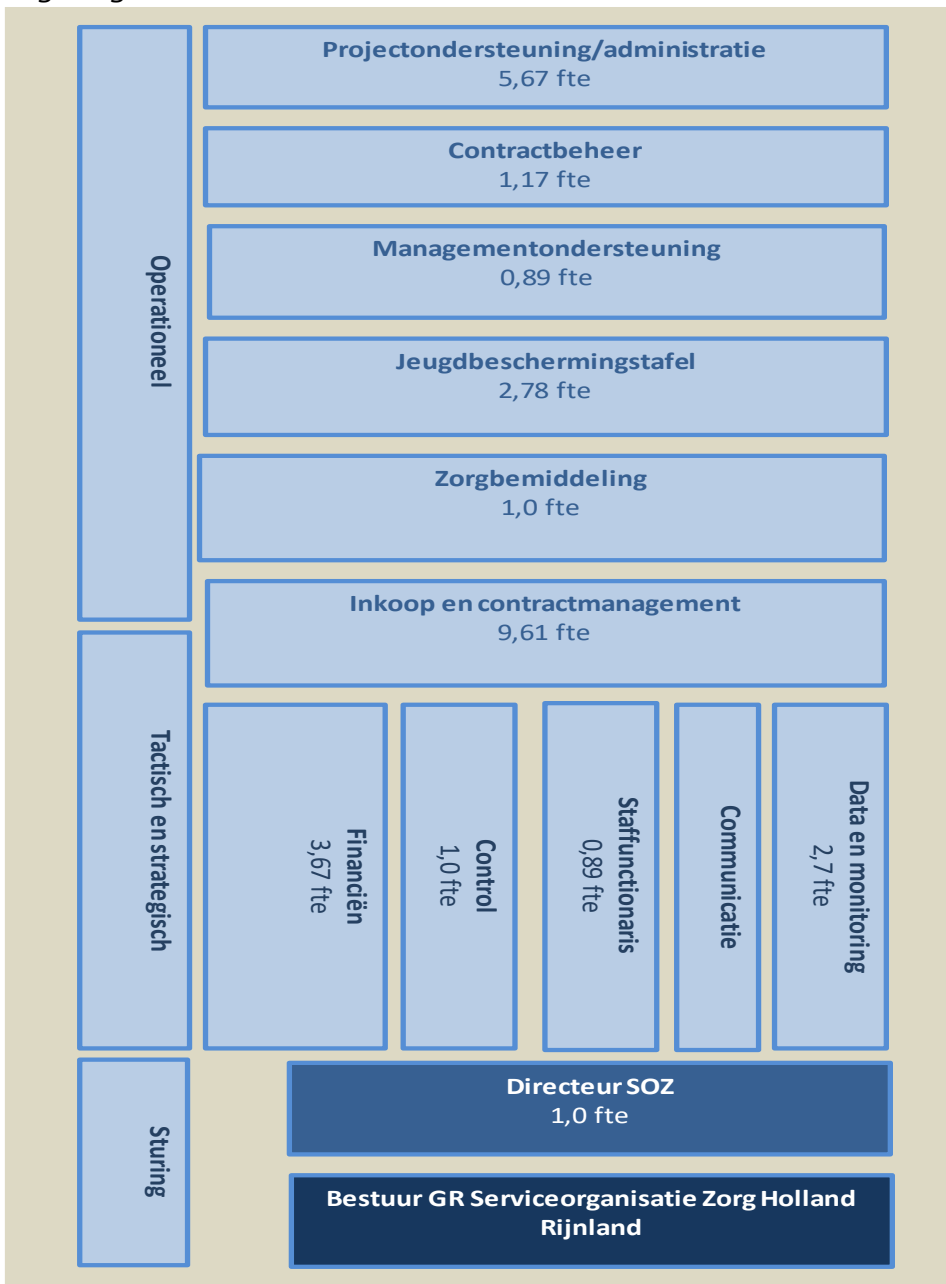 Operationeel
Projectondersteuning/administratie
5,67 fte
Contractbeheer
1,17 fte
Managementondersteuning
0,89 fte
Jeugdbeschermingstafel
2,78 fte
Zorgbemiddeling
1,0 fte
Inkoop en contractmanagement
9,61 fte
Tactisch en strategisch
Financiën
3,67 fte
Control
1,0 fte
Staffunctionaris
0,89 fte
Communicatie
Data en monitoring
2,7 fte
Sturing
Directeur SOZ
1,0 fte
Bestuur GR Serviceorganisatie Zorg Holland
Rijnland